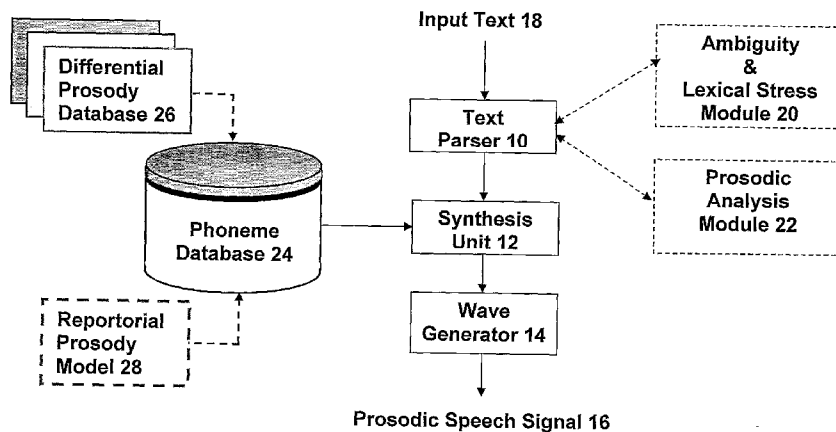 Input Text 18
Differential
Prosody
Database 26
Ambiguity
&
Lexical Stress
Module 20
Text
Parser 10
Phoneme
Database 24
Synthesis
Unit 12
Prosodic
Analysis
Module 22
Reportorial
Prosody
Model 28
Wave
Generator 14
Prosodic Speech Signal 16